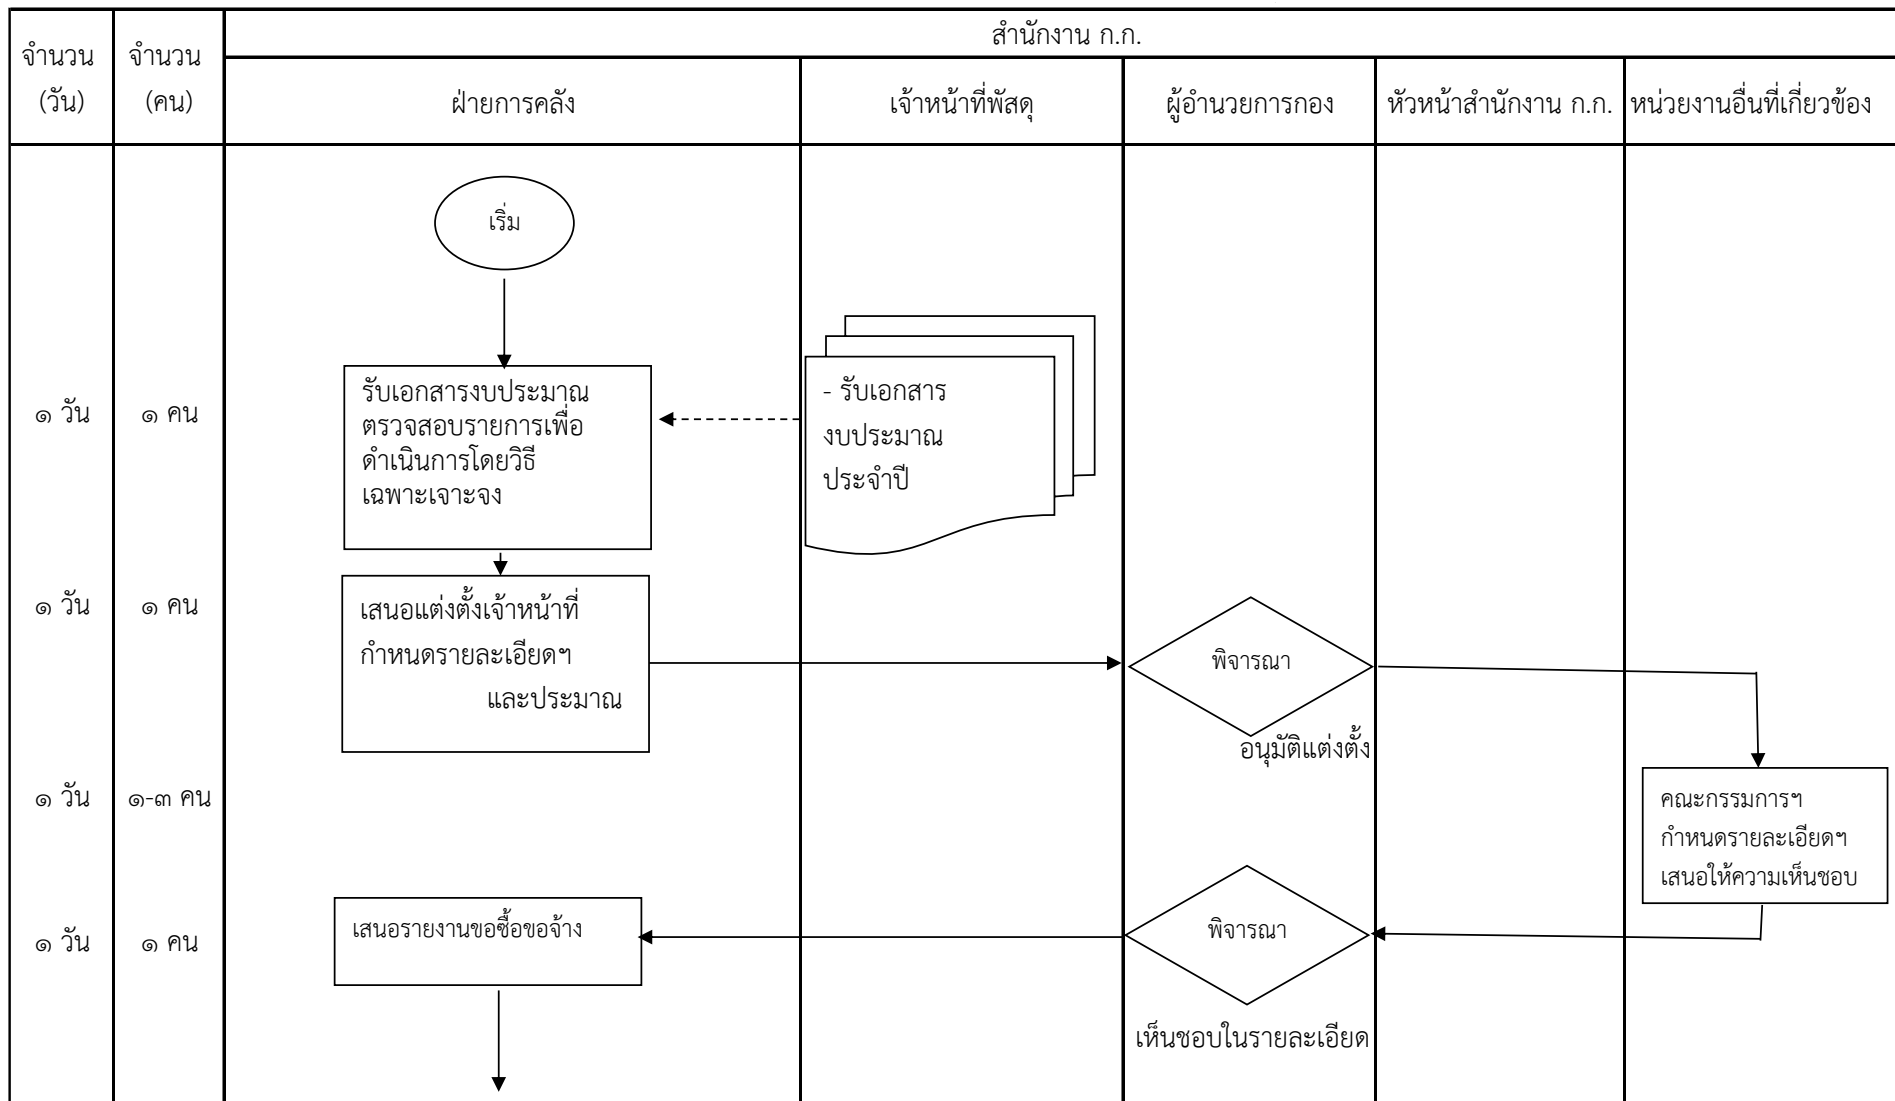 สำนักงาน ก.ก.
จำนวน
(วัน)
จำนวน
(คน)
ฝ่ายการคลัง
เจ้าหน้าที่พัสดุ
ผู้อำนวยการกอง
หัวหน้าสำนักงาน ก.ก.
หน่วยงานอื่นที่เกี่ยวข้อง
เริ่ม
๑ วัน
๑ คน
รับเอกสารงบประมาณ
ตรวจสอบรายการเพื่อ
ดำเนินการโดยวิธี
เฉพาะเจาะจง
- รับเอกสาร
งบประมาณ
ประจำปี
๑ วัน
๑ คน
เสนอแต่งตั้งเจ้าหน้าที่
กำหนดรายละเอียดฯ
และประมาณ
พิจารณา
อนุมัติแต่งตั้ง
๑ วัน
๑-๓ คน
คณะกรรมการฯ
กำหนดรายละเอียดฯ
เสนอให้ความเห็นชอบ
๑ วัน
๑ คน
เสนอรายงานขอซื้อขอจ้าง
พิจารณา
เห็นชอบในรายละเอียด